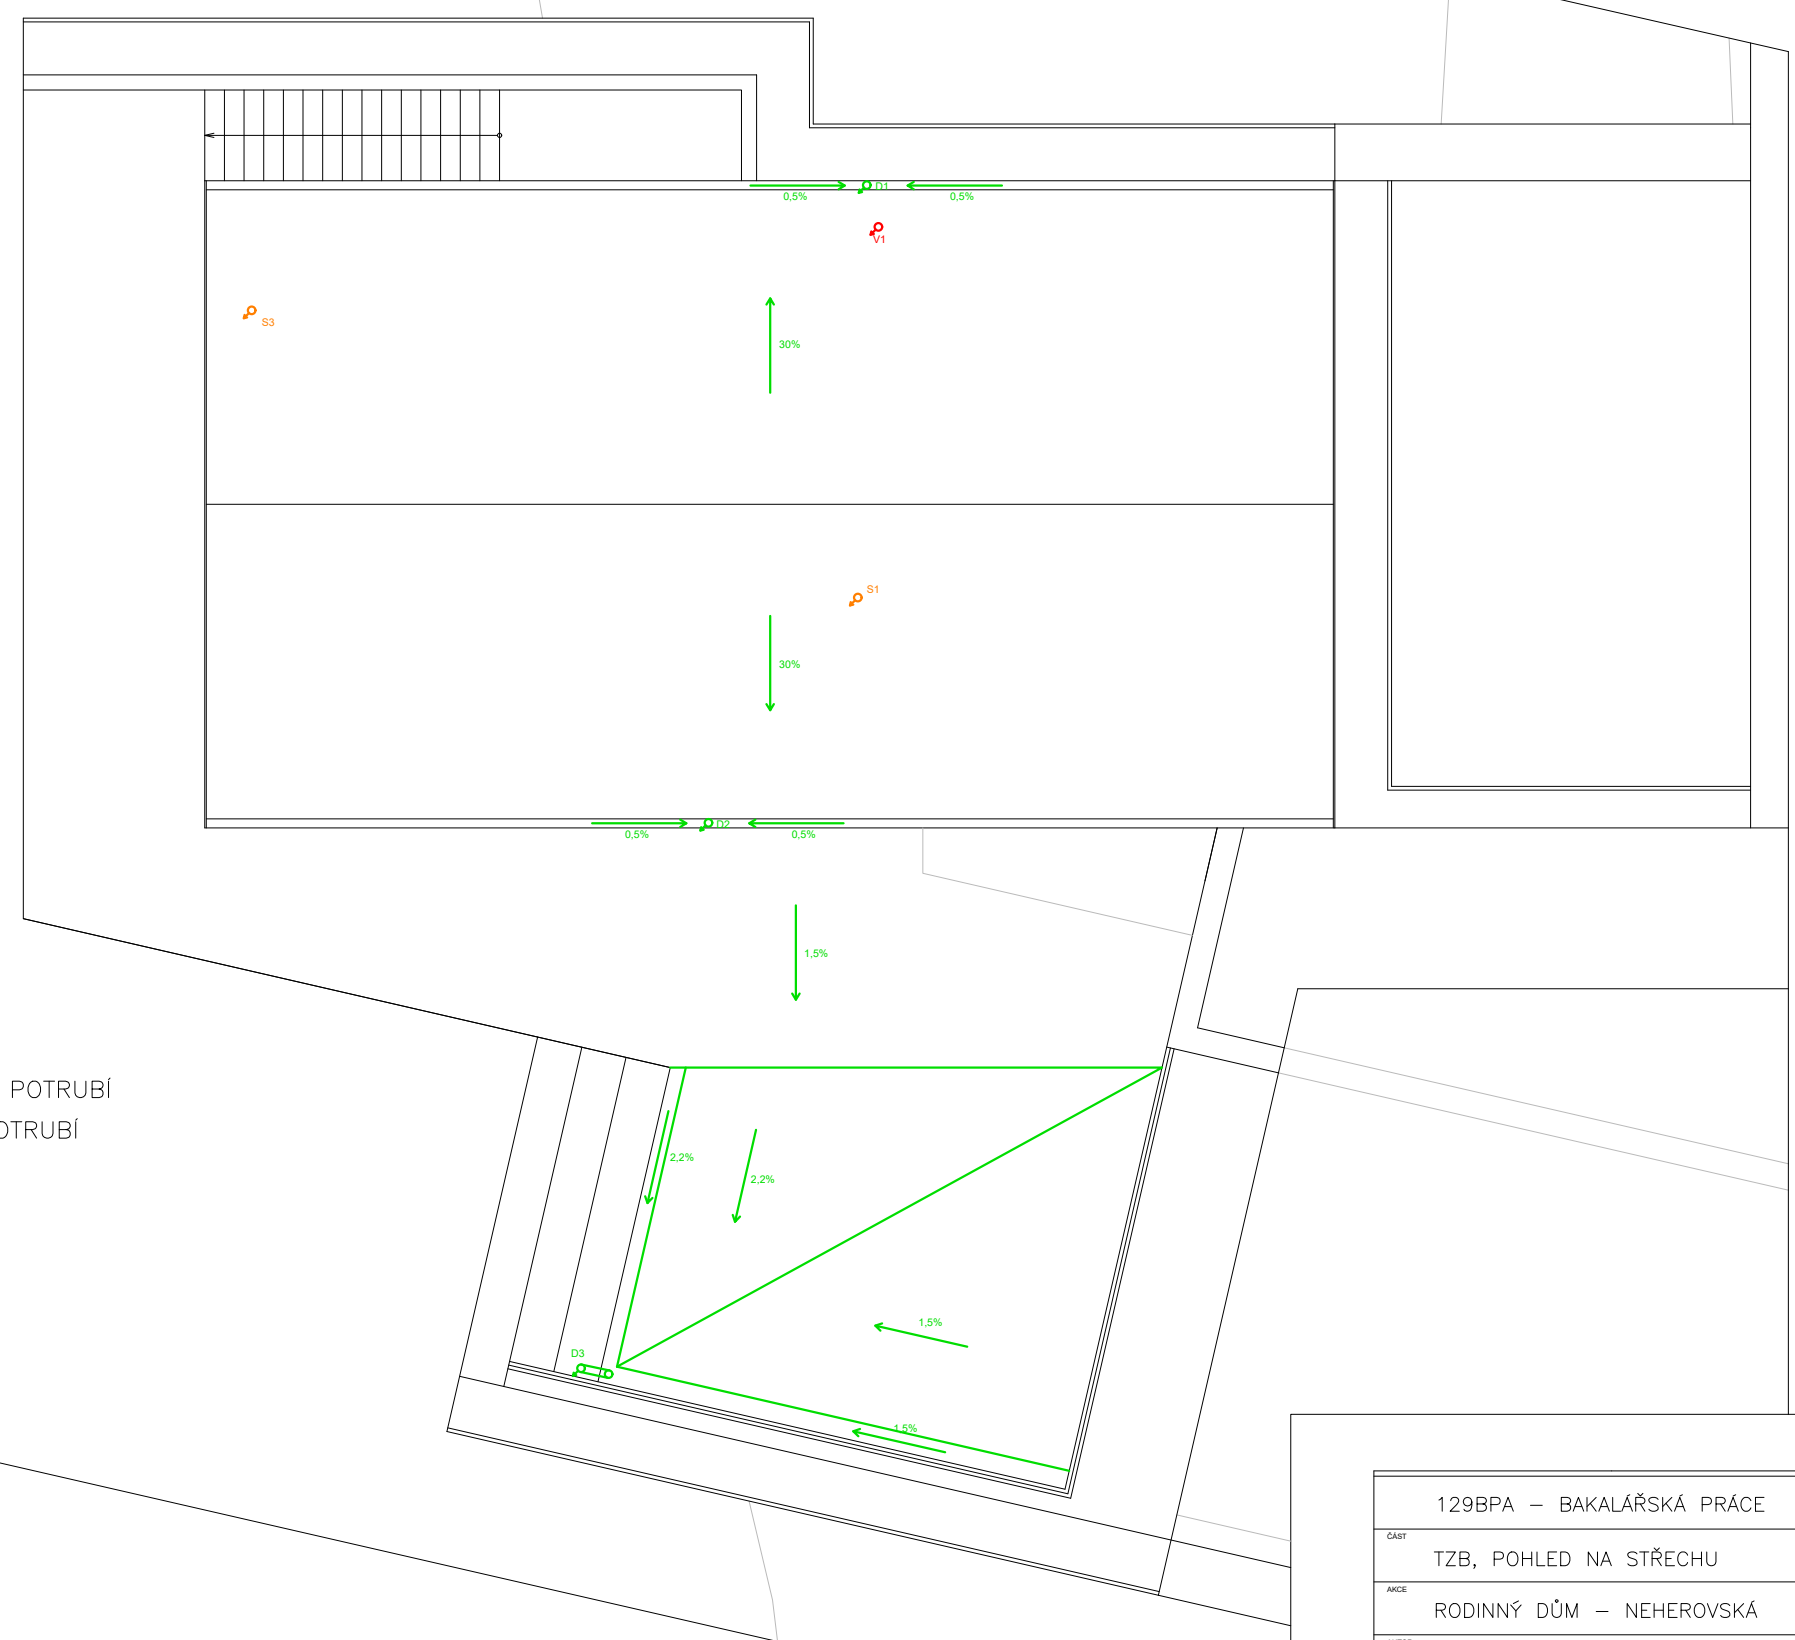 D1
0,5%
0,5%
V1
S3
30%
S1
30%
D2
0,5%
0,5%
1,5%
POTRUBÍ
OTRUBÍ
2,2%
2,2%
1,5%
D3
1,5%
129BPA – BAKALÁŘSKÁ PRÁCE
ČÁST
TZB, POHLED NA STŘECHU
AKCE
RODINNÝ DŮM – NEHEROVSKÁ